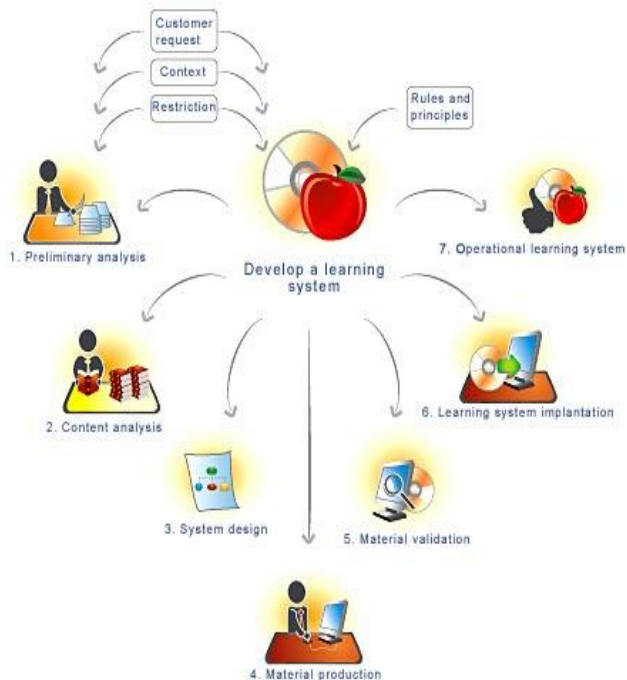 Customer
request
Context
Restriction
Rules and
principles
1. Preliminary analysis
7. Operational learning system
Develop a learning
system
2. Content analysis
6. Learning system implantation
3. System design
5. Material validation
4. Material production